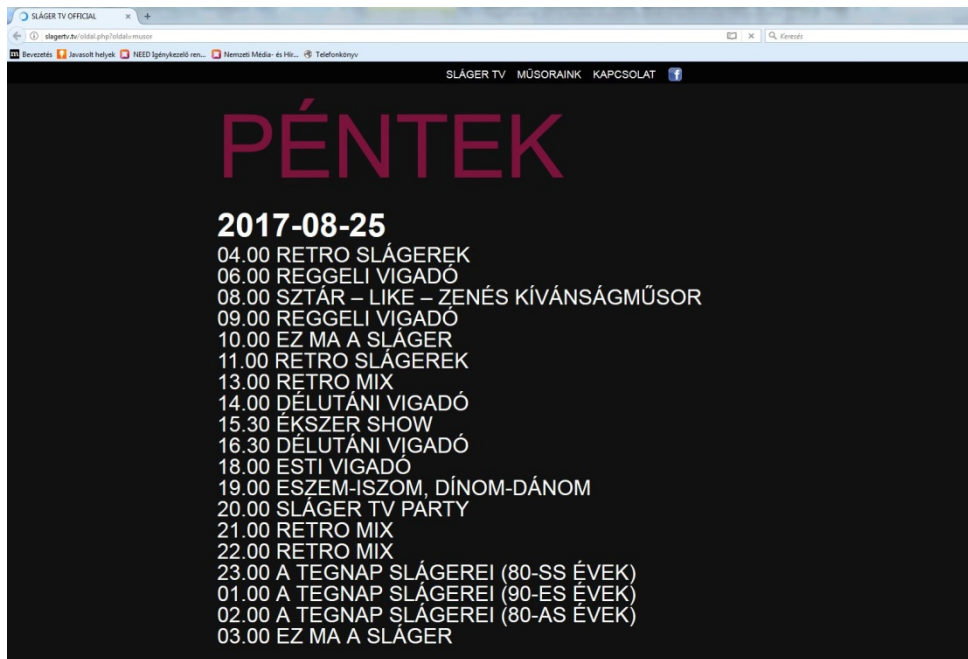 SLÁGER TV OFFICIAL
slagertv.tv/oldal.php?oldal=musor
Keresés
Bevezetés Javasolt helyek NEED Igénykezelő ren... Nemzeti Média- és Hír... Telefonkönyv
SLÁGER TV MŰSORAINK KAPCSOLAT f
PÉNTEK
2017-08-25
04.00 RETRO SLÁGEREK
06.00 REGGELI VIGADÓ
08.00 SZTÁR – LIKE – ZENÉS KÍVÁNSÁGMŰSOR
09.00 REGGELI VIGADÓ
10.00 EZ MA A SLÁGER
11.00 RETRO SLÁGEREK
13.00 RETRO MIX
14.00 DÉLUTÁNI VIGADÓ
15.30 ÉKSZER SHOW
16.30 DÉLUTÁNI VIGADÓ
18.00 ESTI VIGADÓ
19.00 ESZEM-ISZOM, DÍNOM-DÁNOM
20.00 SLÁGER TV PARTY
21.00 RETRO MIX
22.00 RETRO MIX
23.00 A TEGNAP SLÁGEREI (80-SS ÉVEK)
01.00 A TEGNAP SLÁGEREI (90-ES ÉVEK)
02.00 A TEGNAP SLÁGEREI (80-AS ÉVEK)
03.00 EZ MA A SLÁGER